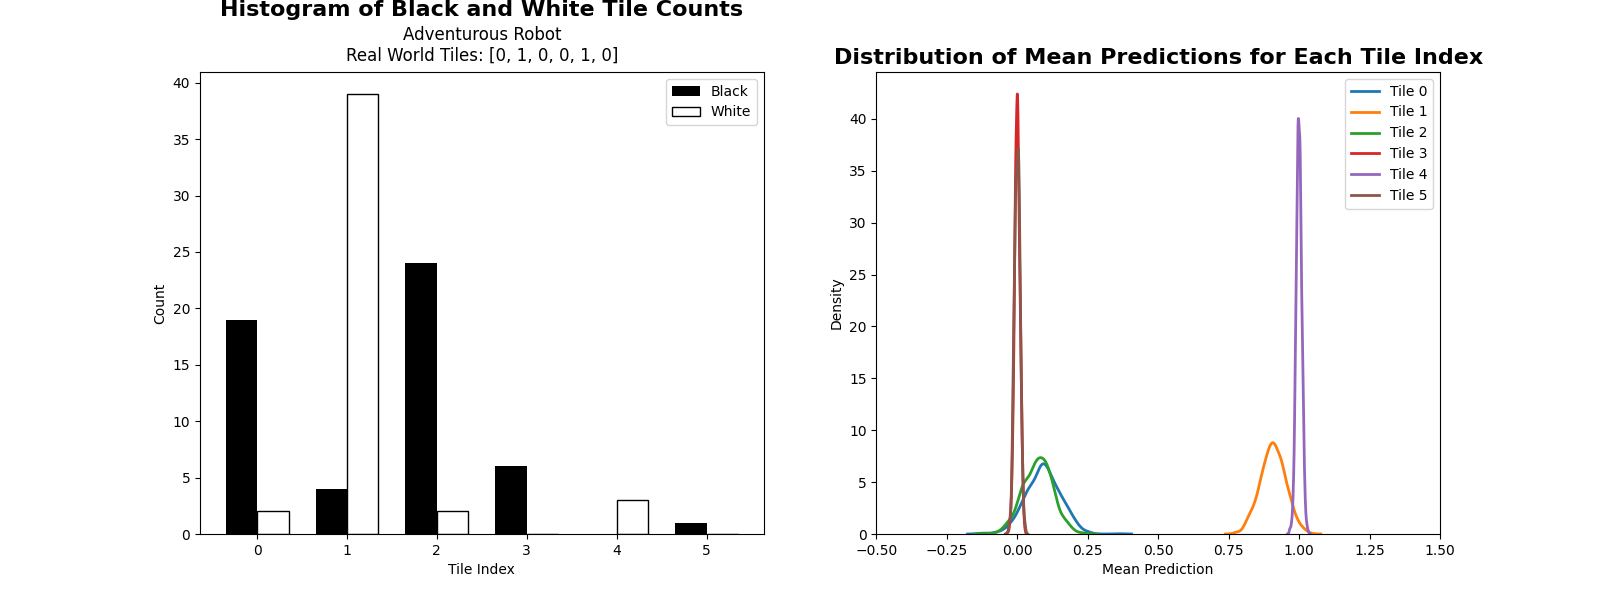 Histogram of Black and White Tile Counts
Adventurous Robot
Real World Tiles: [0, 1, 0, 0, 1, 0]
Black
White
Count
40
35
30
25
20
15
10
5
0
0 1 2 3 4 5
Tile Index
Distribution of Mean Predictions for Each Tile Index
Tile 0
Tile 1
Tile 2
Tile 3
Tile 4
Tile 5
Density
40
35
30
25
20
15
10
5
0
−0.50 −0.25 0.00 0.25 0.50 0.75 1.00 1.25 1.50
Mean Prediction